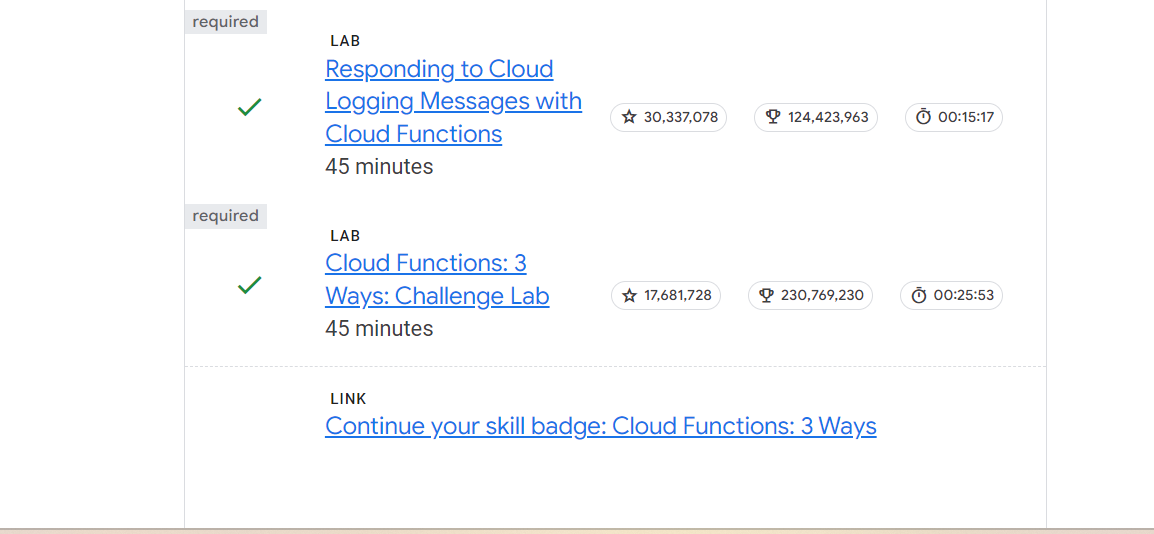 required
LAB
Responding to Cloud
Logging Messages with
Cloud Functions
30,337,078
124,423,963
00:15:17
45 minutes
required
LAB
Cloud Functions: 3
Ways: Challenge Lab
17,681,728
230,769,230
00:25:53
45 minutes
LINK
Continue your skill badge: Cloud Functions: 3 Ways